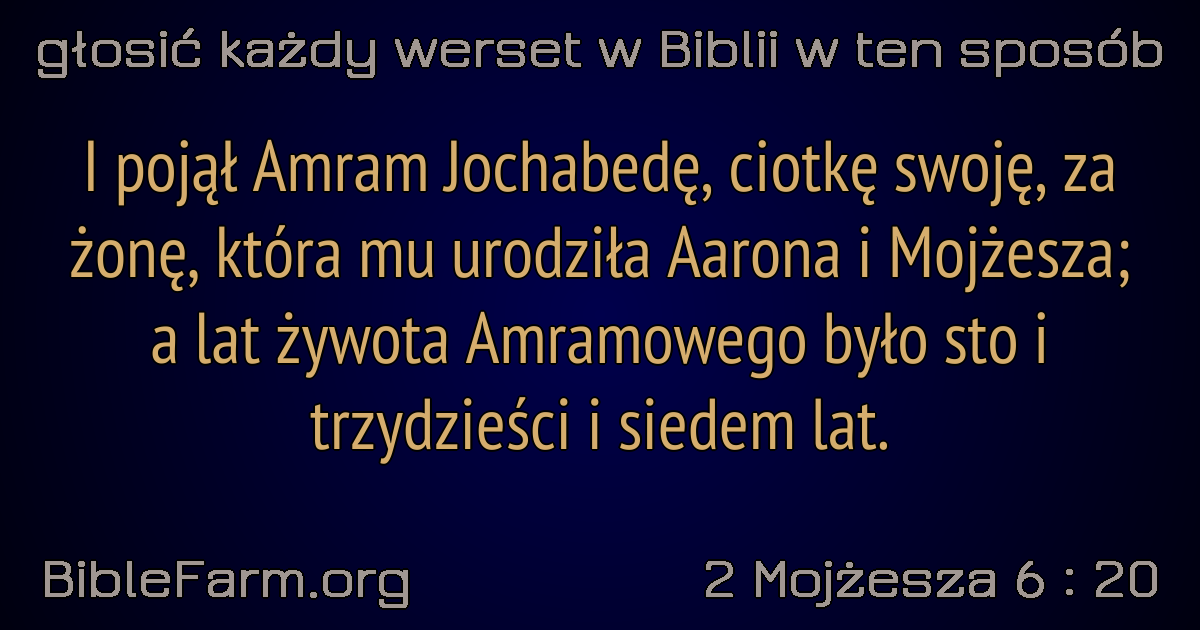 głosić każdy werset w Biblii w ten sposób
I pojął Amram Jochabedę, ciotkę swoję, za
żonę, która mu urodziła Aarona i Mojżesza;
a lat żywota Amramowego było sto i
trzydzieści i siedem lat.
BibleFarm.org
2 Mojżesza 6 : 20